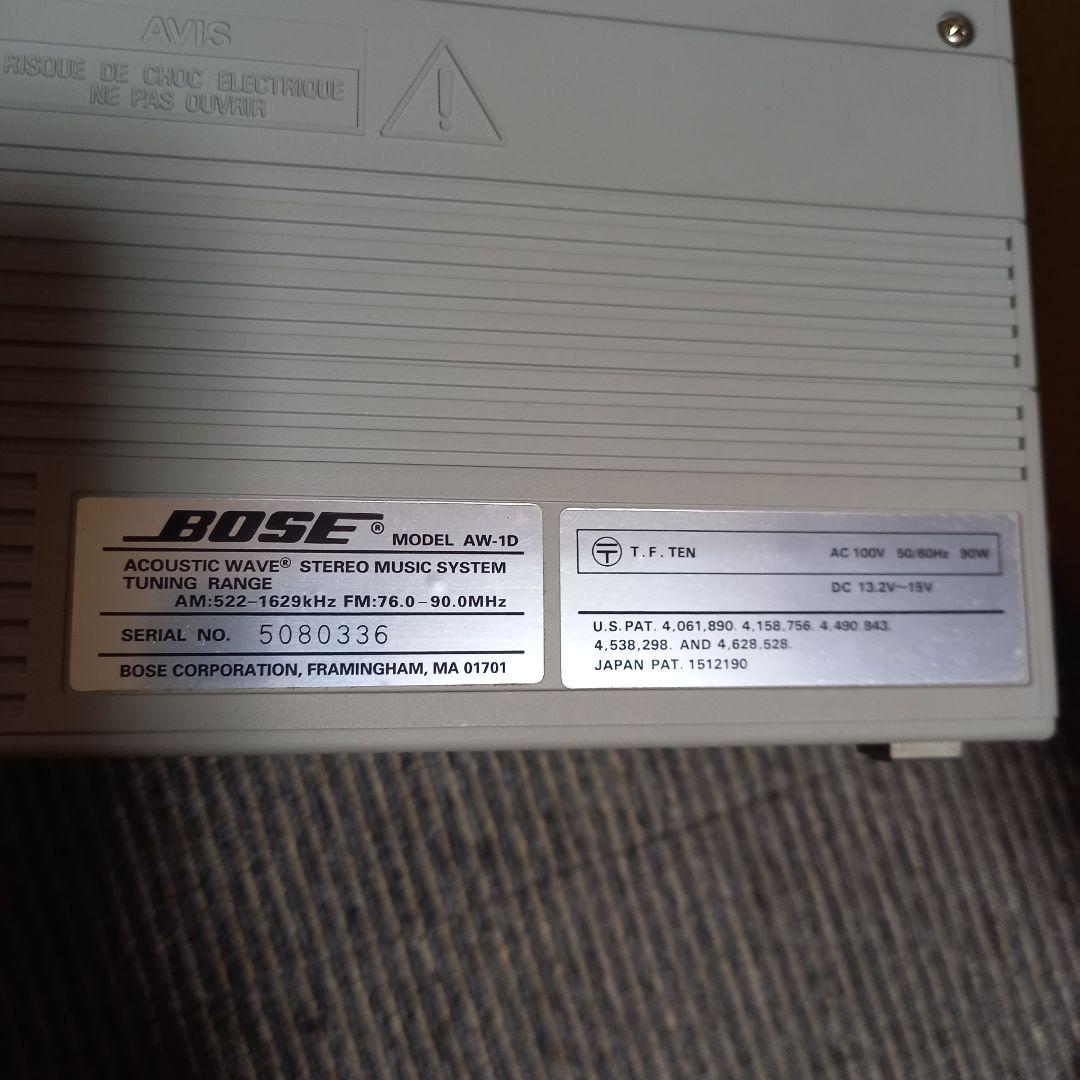 AVIS
RISQUE DE CHOC ELECTRIQUE
NE PAS OUVRIR
!
BOSE® MODEL AW-1D
ACOUSTIC WAVE® STEREO MUSIC SYSTEM
TUNING RANGE
AM:522-1629kHz FM:76.0-90.0MHz
SERIAL NO. 5080336
BOSE CORPORATION, FRAMINGHAM, MA 01701
T T.F. TEN AC 100V 50/60Hz 90W
DC 13.2V~15V
U.S. PAT. 4,061,890. 4,158,756. 4.490.843.
4,538,298. AND 4,628.528.
JAPAN PAT. 1512190